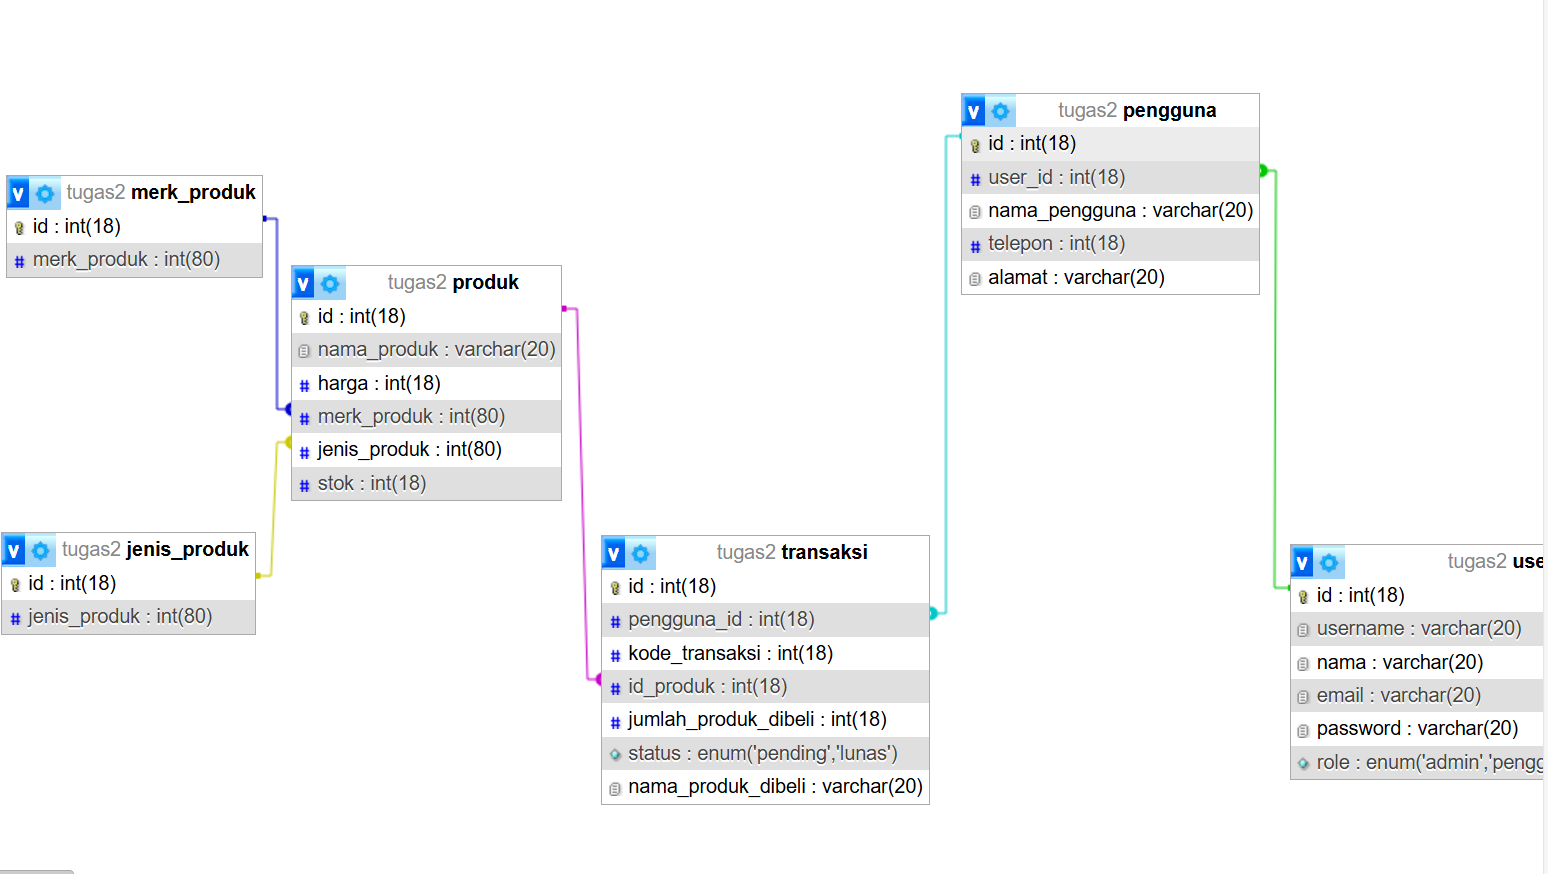 tugas2 merk_produk
id : int(18)
merk_produk : int(80)
tugas2 produk
id : int(18)
nama_produk : varchar(20)
harga : int(18)
merk_produk : int(80)
jenis_produk : int(80)
stok : int(18)
tugas2 jenis_produk
id : int(18)
jenis_produk : int(80)
tugas2 transaksi
id : int(18)
pengguna_id : int(18)
kode_transaksi : int(18)
id_produk : int(18)
jumlah_produk_dibeli : int(18)
status : enum('pending','lunas')
nama_produk_dibeli : varchar(20)
tugas2 pengguna
id : int(18)
user_id : int(18)
nama_pengguna : varchar(20)
telepon : int(18)
alamat : varchar(20)
tugas2 use
id : int(18)
username : varchar(20)
nama : varchar(20)
email : varchar(20)
password : varchar(20)
role : enum('admin','pengg